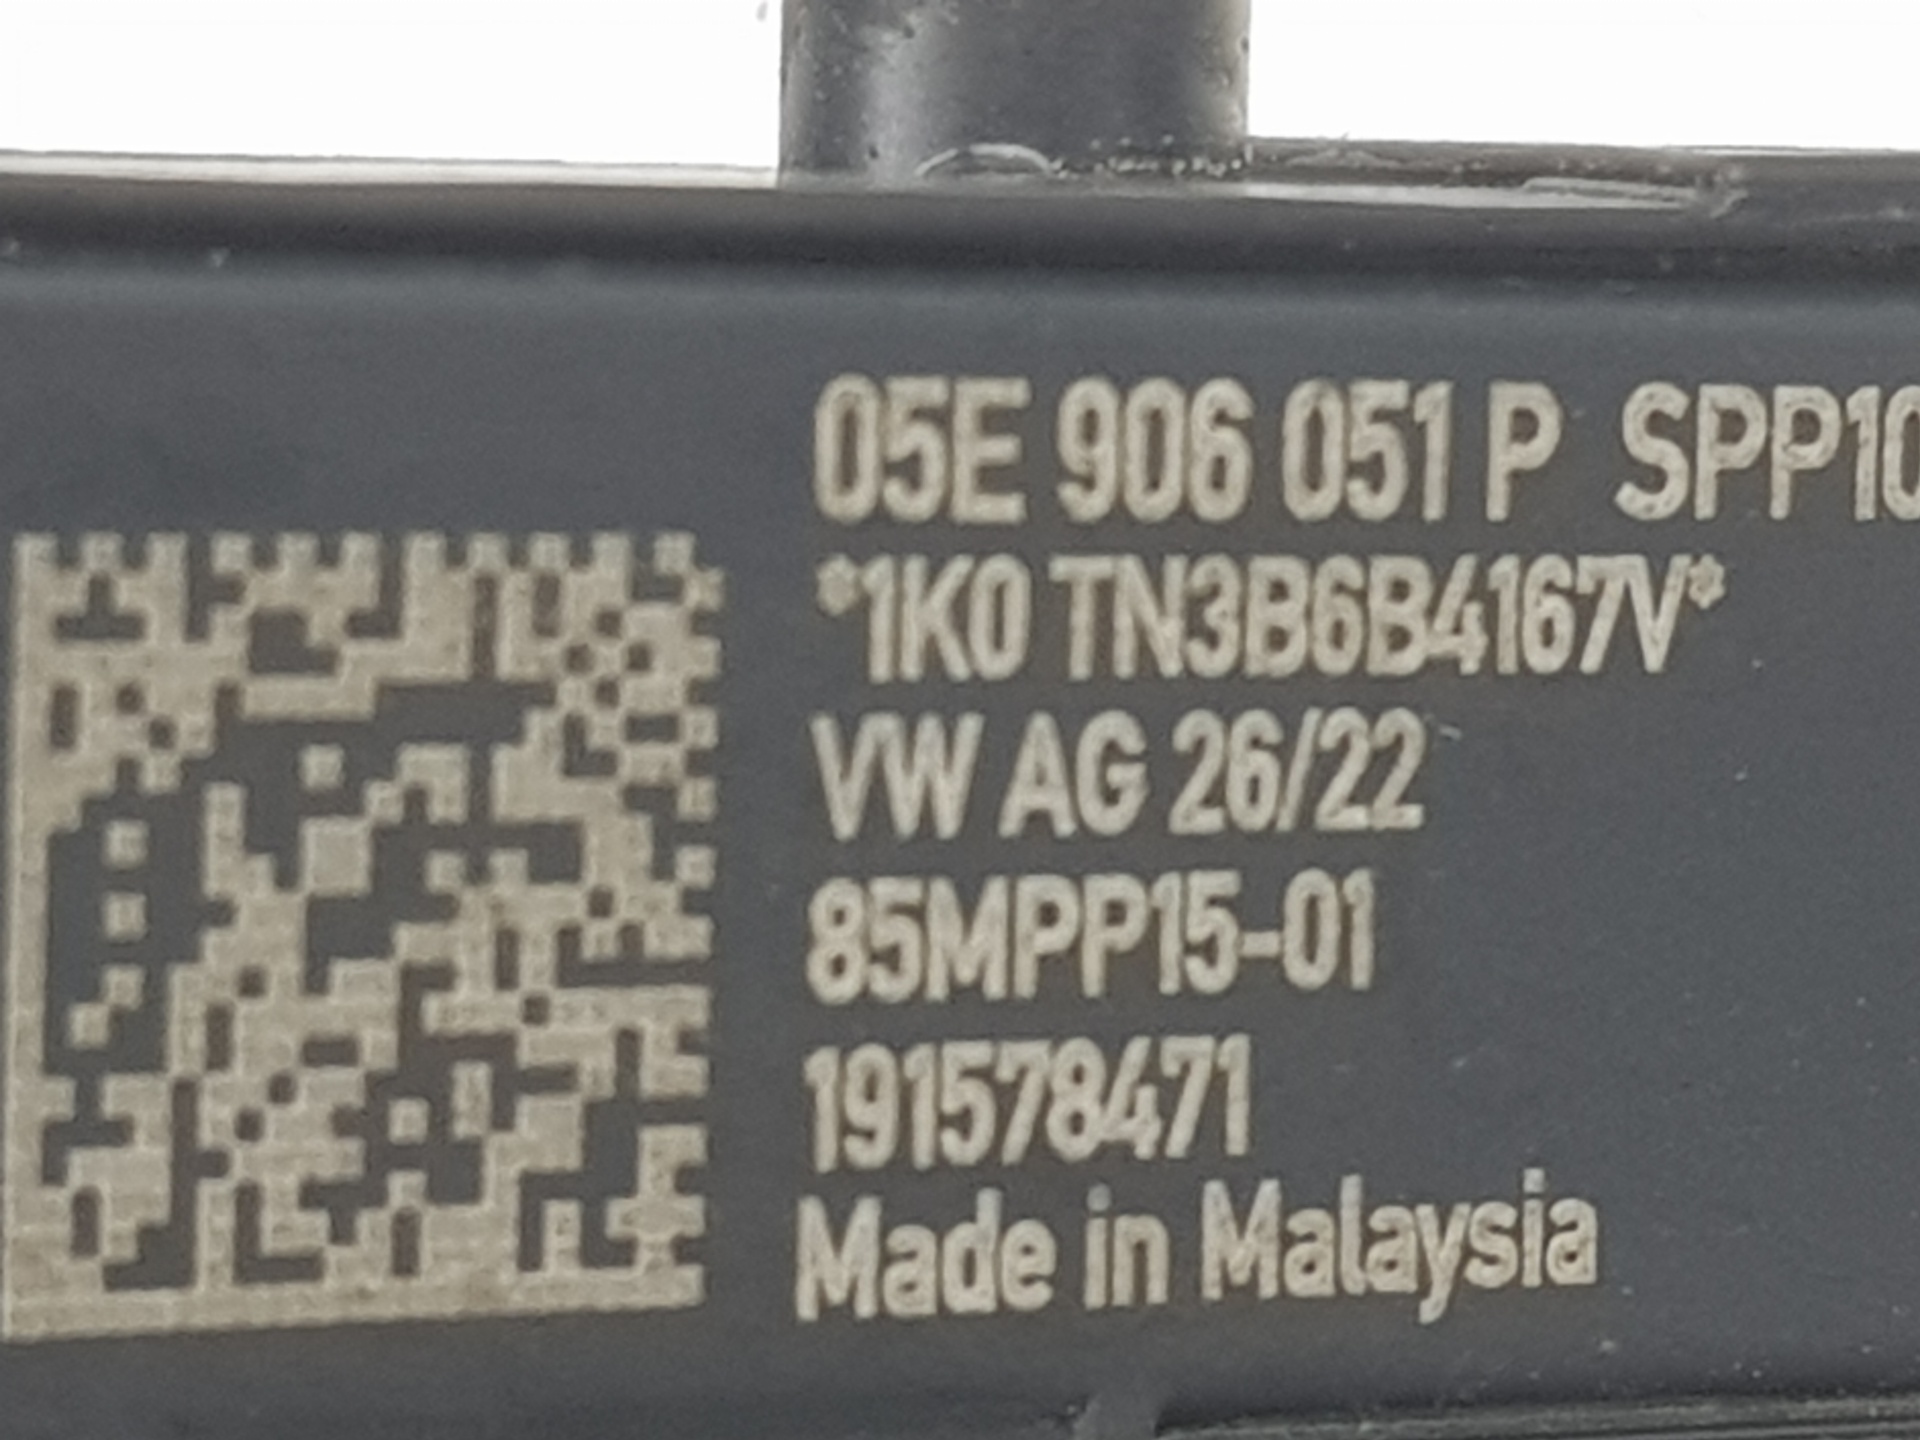 05E 906 051 P SPP10
*1K0 TN3B6B4167V*
VW AG 26/22
85MPP15-01
191578471
Made in Malaysia